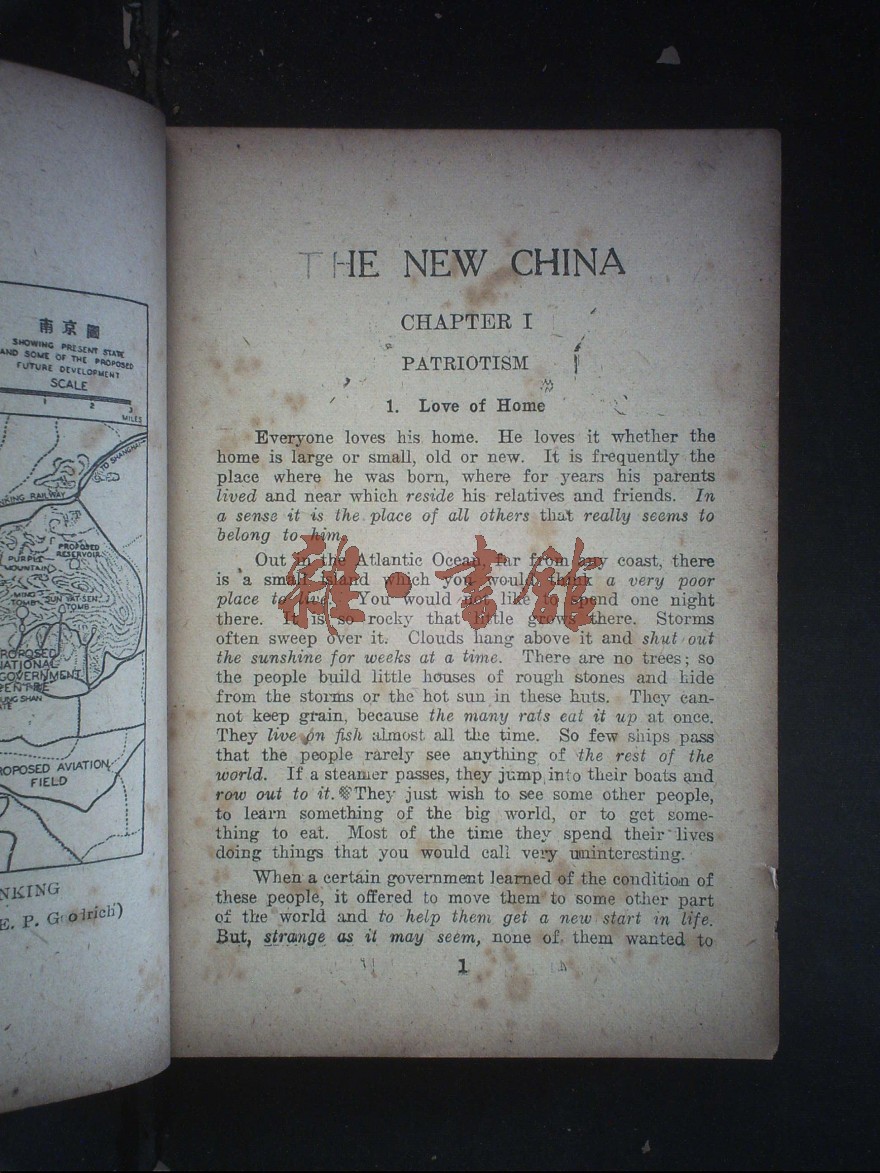 南京圖
SHOWING PRESENT STATE
AND SOME OF THE PROPOSED
FUTURE DEVELOPMENT
SCALE
1 2 3
MILES
TO SHANGHAI
RAILWAY
PROPOSED
RESERVOIR
PURPLE
MOUNTAIN
MING
TOMB
SUN YAT-SEN
TOMB
PROPOSED
NATIONAL
GOVERNMENT
CENTRE
PROPOSED AVIATION
FIELD
NKING
E. P. Goodrich)
THE NEW CHINA
CHAPTER I
PATRIOTISM
1. Love of Home
Everyone loves his home. He loves it whether the
home is large or small, old or new. It is frequently the
place where he was born, where for years his parents
lived and near which reside his relatives and friends. In
a sense it is the place of all others that really seems to
belong to him.
Out in the Atlantic Ocean, far from any coast, there
is a small island which you would think a very poor
place to live. You would not like to spend one night
there. It is so rocky that little grows there. Storms
often sweep over it. Clouds hang above it and shut out
the sunshine for weeks at a time. There are no trees; so
the people build little houses of rough stones and hide
from the storms or the hot sun in these huts. They can-
not keep grain, because the many rats eat it up at once.
They live on fish almost all the time. So few ships pass
that the people rarely see anything of the rest of the
world. If a steamer passes, they jump into their boats and
row out to it. They just wish to see some other people,
to learn something of the big world, or to get some-
thing to eat. Most of the time they spend their lives
doing things that you would call very uninteresting.
When a certain government learned of the condition of
these people, it offered to move them to some other part
of the world and to help them get a new start in life.
But, strange as it may seem, none of them wanted to
1
雜·書館